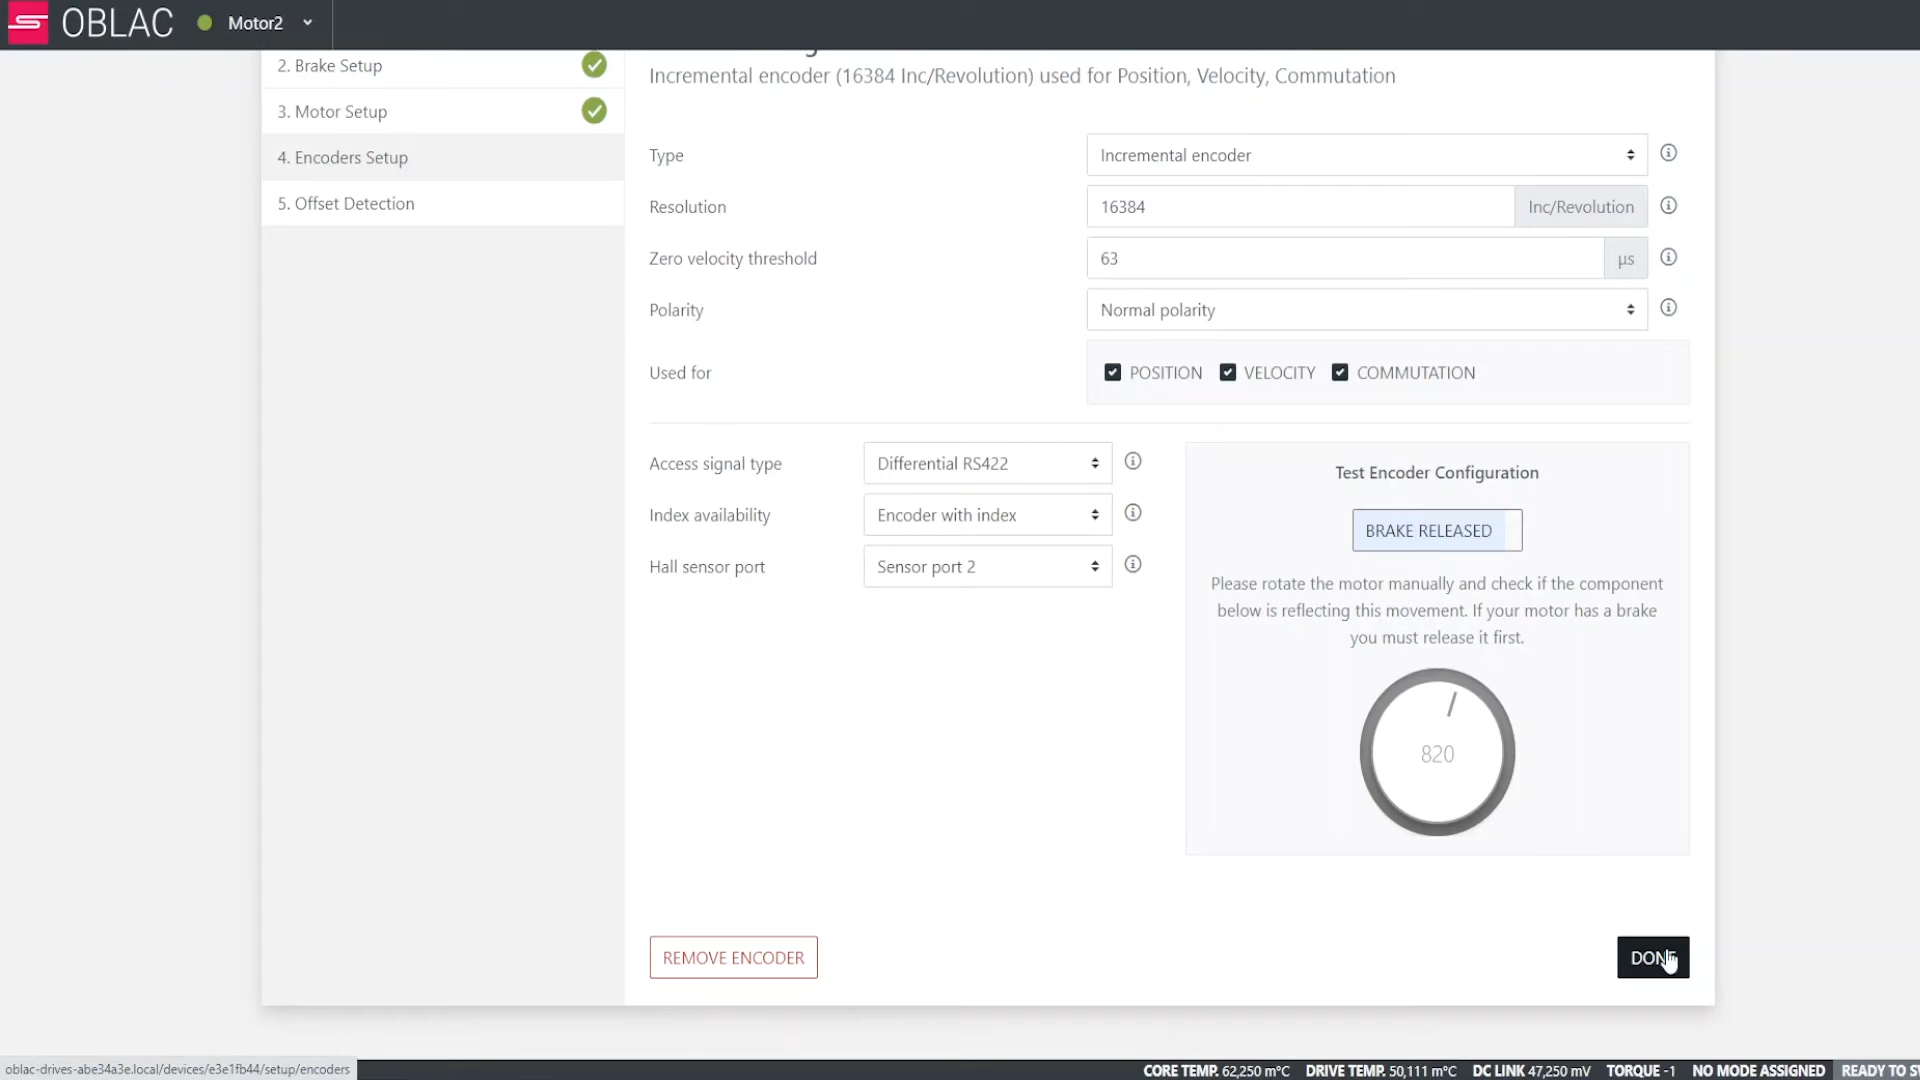 OBLAC
Motor2
2. Brake Setup
3. Motor Setup
4. Encoders Setup
5. Offset Detection
Incremental encoder (16384 Inc/Revolution) used for Position, Velocity, Commutation
Type
Incremental encoder
Resolution
16384
Inc/Revolution
Zero velocity threshold
63
µs
Polarity
Normal polarity
Used for
POSITION
VELOCITY
COMMUTATION
Access signal type
Differential RS422
Index availability
Encoder with index
Hall sensor port
Sensor port 2
Test Encoder Configuration
BRAKE RELEASED
Please rotate the motor manually and check if the component
below is reflecting this movement. If your motor has a brake
you must release it first.
820
REMOVE ENCODER
DONE
oblac-drives-abe34a3e.local/devices/e3e1fb44/setup/encoders
CORE TEMP. 62,250 m°C DRIVE TEMP. 50,111 m°C DC LINK 47,250 mV TORQUE -1 NO MODE ASSIGNED READY TO S